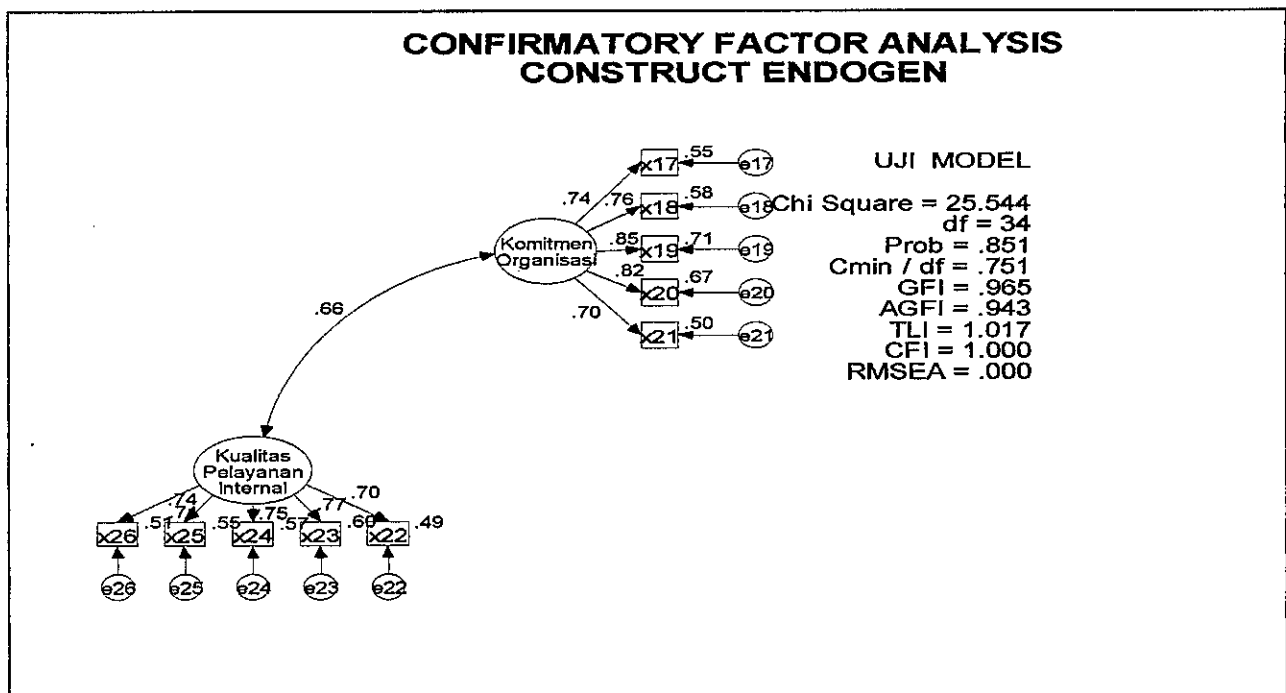 CONFIRMATORY FACTOR ANALYSIS
CONSTRUCT ENDOGEN
UJI MODEL
Chi Square = 25.544
df = 34
Prob = .851
Cmin / df = .751
GFI = .965
AGFI = .943
TLI = 1.017
CFI = 1.000
RMSEA = .000
Komitmen
Organisasi
.74
x17
.55
e17
.76
x18
.58
e18
.85
x19
.71
e19
.82
x20
.67
e20
.70
x21
.50
e21
.66
Kualitas
Pelayanan
Internal
.74
.75
.77
.70
x26
.51
x25
.55
x24
.57
x23
.60
x22
.49
e26
e25
e24
e23
e22